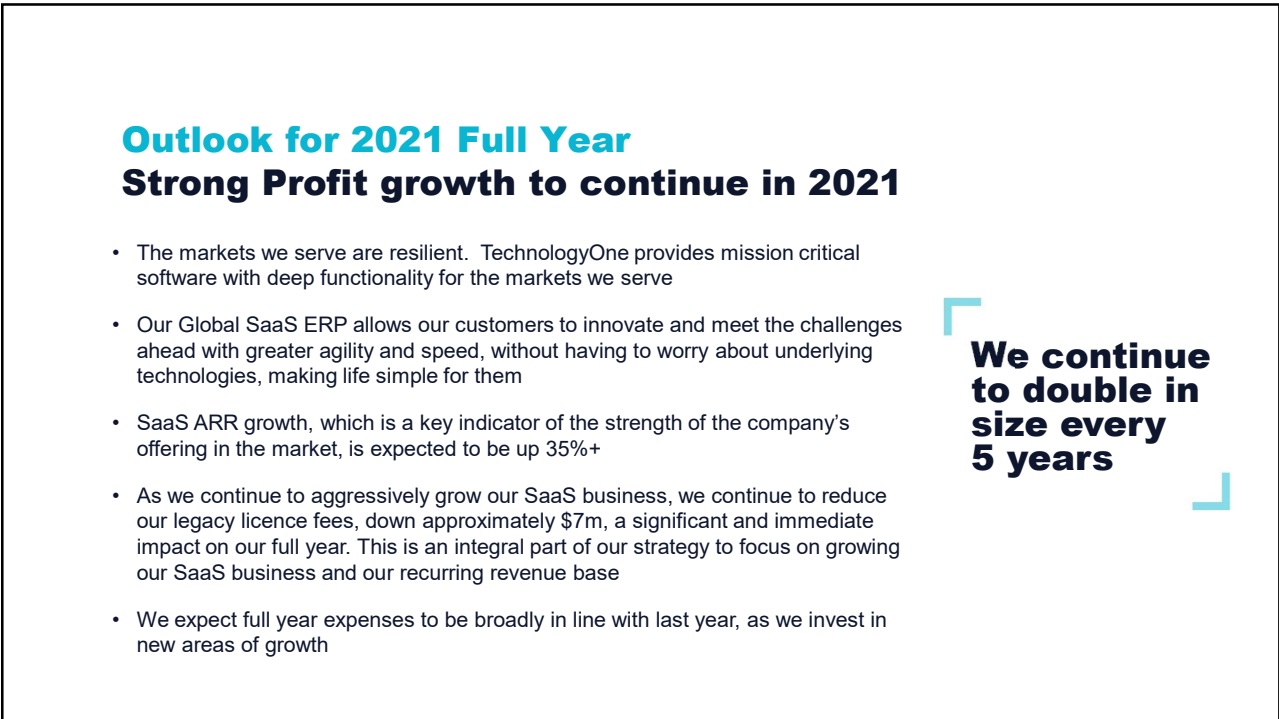 Outlook for 2021 Full Year
Strong Profit growth to continue in 2021
• The markets we serve are resilient.  TechnologyOne provides mission critical
software with deep functionality for the markets we serve
• Our Global SaaS ERP allows our customers to innovate and meet the challenges
ahead with greater agility and speed, without having to worry about underlying
technologies, making life simple for them
• SaaS ARR growth, which is a key indicator of the strength of the company’s
offering in the market, is expected to be up 35%+
• As we continue to aggressively grow our SaaS business, we continue to reduce
our legacy licence fees, down approximately $7m, a significant and immediate
impact on our full year. This is an integral part of our strategy to focus on growing
our SaaS business and our recurring revenue base
• We expect full year expenses to be broadly in line with last year, as we invest in
new areas of growth
We continue
to double in
size every
5 years